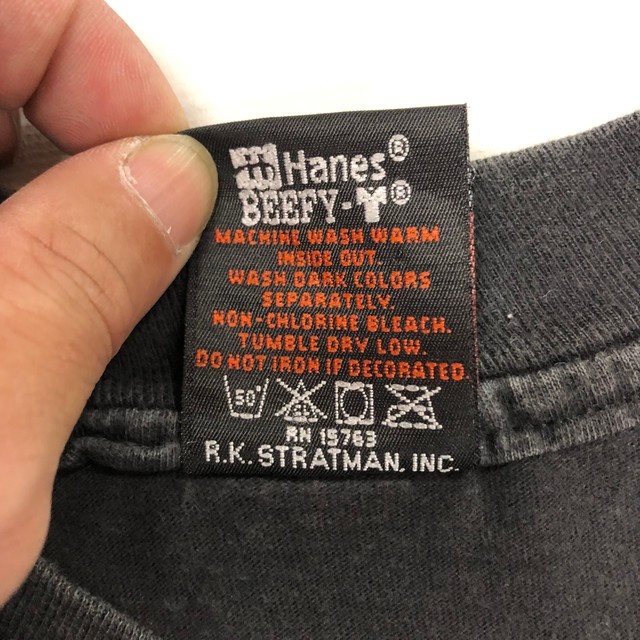 Hanes®
BEEFY-T®
MACHINE WASH WARM
INSIDE OUT.
WASH DARK COLORS
SEPARATELY.
NON-CHLORINE BLEACH.
TUMBLE DRY LOW.
DO NOT IRON IF DECORATED.
50°
RN 15763
R.K. STRATMAN, INC.